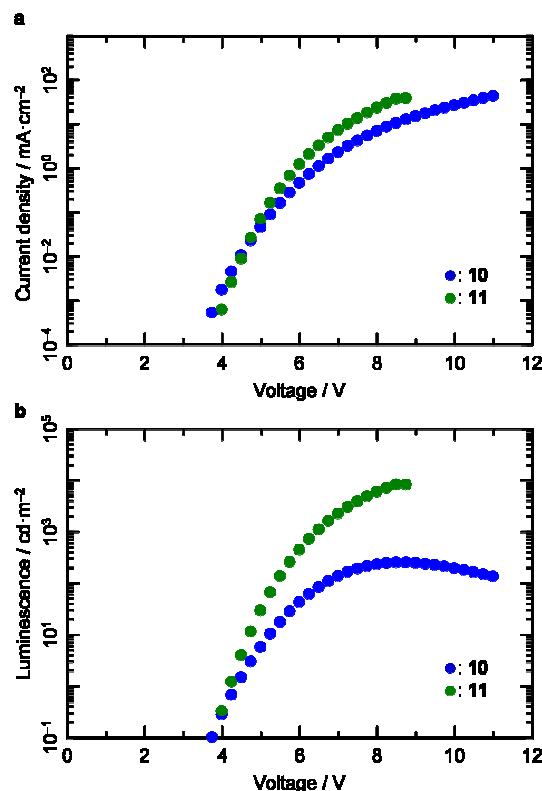 a
Current density / mA·cm⁻²
10²
10⁰
10⁻²
10⁻⁴
: 10
: 11
0 2 4 6 8 10 12
Voltage / V
b
Luminescence / cd·m⁻²
10⁵
10³
10¹
10⁻¹
: 10
: 11
0 2 4 6 8 10 12
Voltage / V